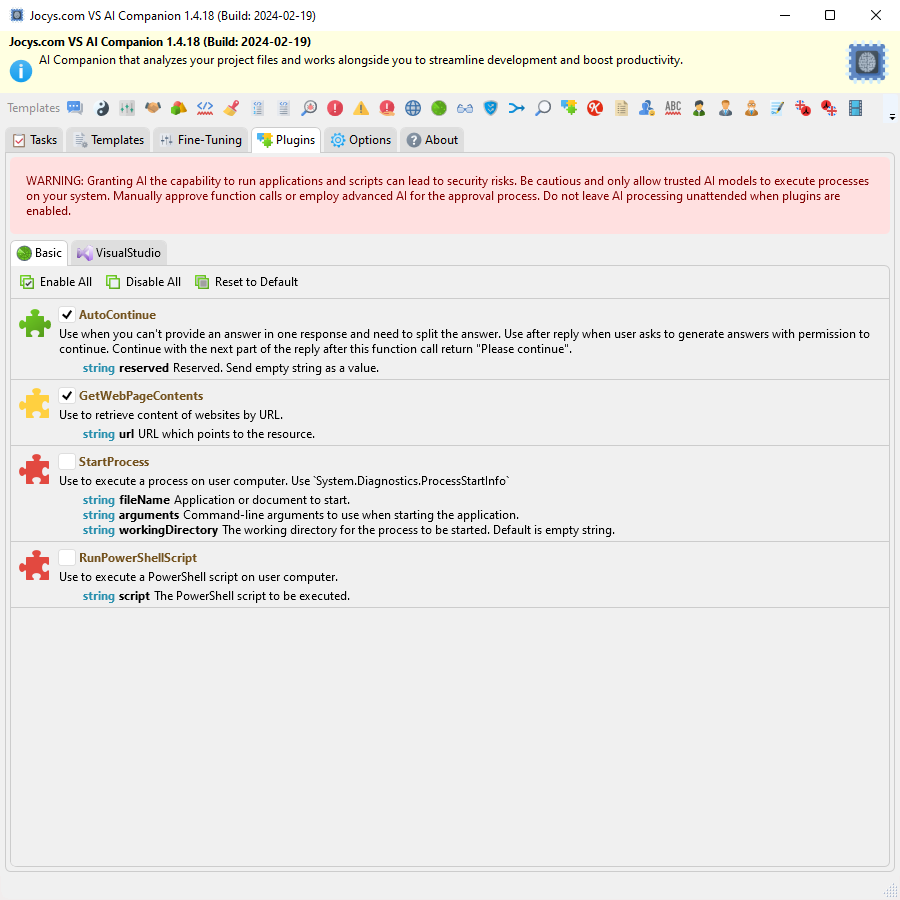 Jocys.com VS AI Companion 1.4.18 (Build: 2024-02-19)
Jocys.com VS AI Companion 1.4.18 (Build: 2024-02-19)
AI Companion that analyzes your project files and works alongside you to streamline development and boost productivity.
Templates
ABC
Tasks Templates Fine-Tuning Plugins Options About
WARNING: Granting AI the capability to run applications and scripts can lead to security risks. Be cautious and only allow trusted AI models to execute processes
on your system. Manually approve function calls or employ advanced AI for the approval process. Do not leave AI processing unattended when plugins are
enabled.
Basic VisualStudio
Enable All Disable All Reset to Default
AutoContinue
Use when you can't provide an answer in one response and need to split the answer. Use after reply when user asks to generate answers with permission to
continue. Continue with the next part of the reply after this function call return "Please continue".
string reserved Reserved. Send empty string as a value.
GetWebPageContents
Use to retrieve content of websites by URL.
string url URL which points to the resource.
StartProcess
Use to execute a process on user computer. Use `System.Diagnostics.ProcessStartInfo`
string fileName Application or document to start.
string arguments Command-line arguments to use when starting the application.
string workingDirectory The working directory for the process to be started. Default is empty string.
RunPowerShellScript
Use to execute a PowerShell script on user computer.
string script The PowerShell script to be executed.